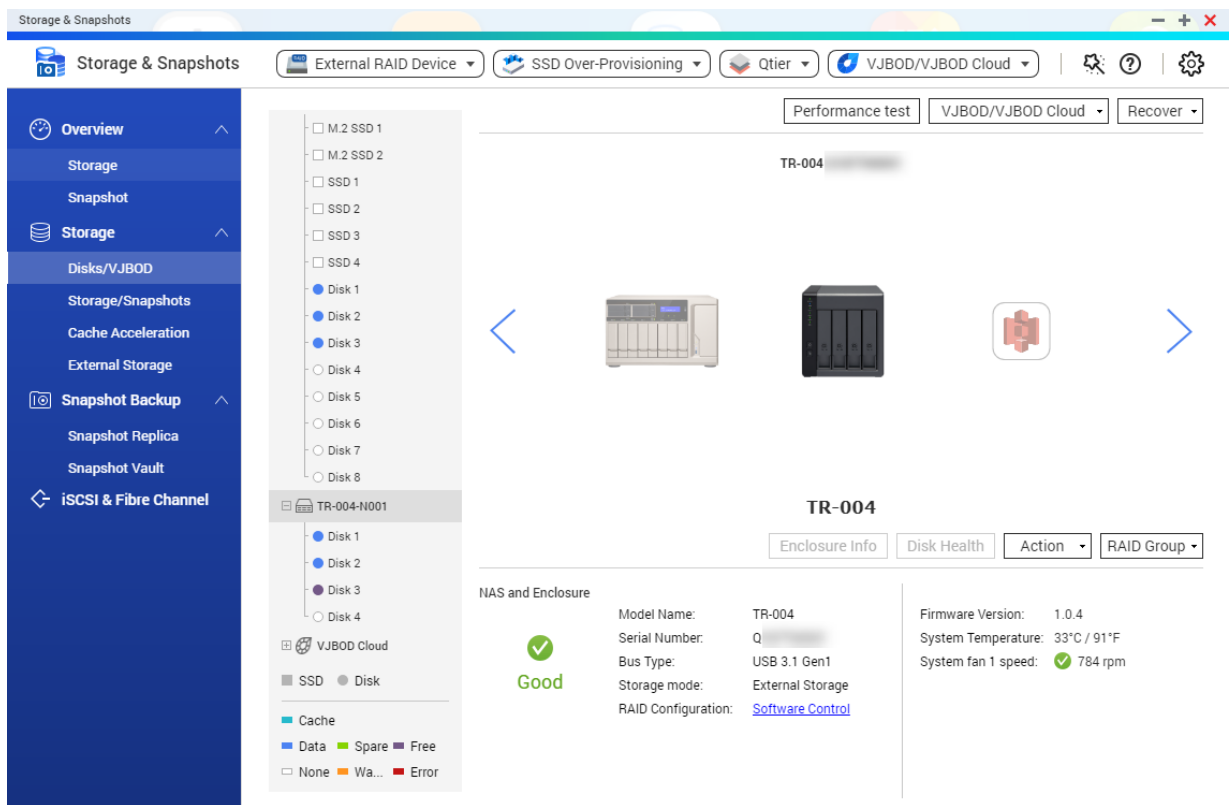 Storage & Snapshots
Storage & Snapshots
External RAID Device
SSD Over-Provisioning
Qtier
VJBOD/VJBOD Cloud
Overview
Storage
Snapshot
Storage
Disks/VJBOD
Storage/Snapshots
Cache Acceleration
External Storage
Snapshot Backup
Snapshot Replica
Snapshot Vault
iSCSI & Fibre Channel
M.2 SSD 1
M.2 SSD 2
SSD 1
SSD 2
SSD 3
SSD 4
Disk 1
Disk 2
Disk 3
Disk 4
Disk 5
Disk 6
Disk 7
Disk 8
TR-004-N001
Disk 1
Disk 2
Disk 3
Disk 4
VJBOD Cloud
SSD Disk
Cache
Data Spare Free
None Wa... Error
Performance test VJBOD/VJBOD Cloud Recover
TR-004
TR-004
Enclosure Info Disk Health Action RAID Group
NAS and Enclosure
Good
Model Name: TR-004
Serial Number: Q
Bus Type: USB 3.1 Gen1
Storage mode: External Storage
RAID Configuration: Software Control
Firmware Version: 1.0.4
System Temperature: 33°C / 91°F
System fan 1 speed: 784 rpm